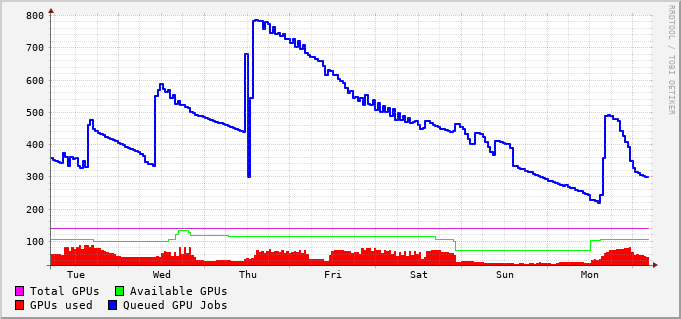 800
700
600
500
400
300
200
100
Tue Wed Thu Fri Sat Sun Mon
Total GPUs Available GPUs
GPUs used Queued GPU Jobs
RRDTOOL / TOBI OETIKER